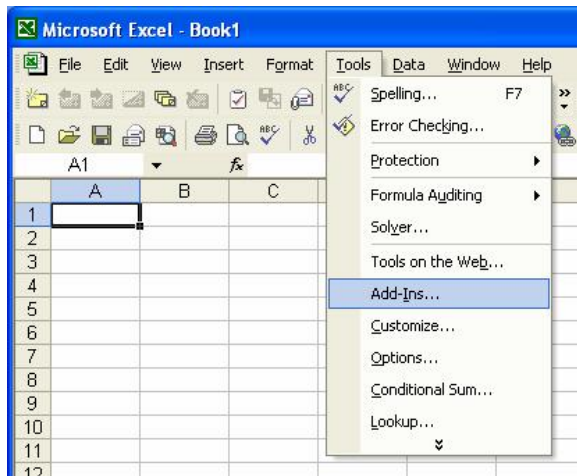 Microsoft Excel - Book1
File Edit View Insert Format Tools Data Window Help
ABC Spelling... F7
Error Checking...
ABC
A1 fx
Protection
A B C
Formula Auditing
1
Solver...
2
3 Tools on the Web...
4 Add-Ins...
5
6 Customize...
7 Options...
8
9 Conditional Sum...
10 Lookup...
11
12